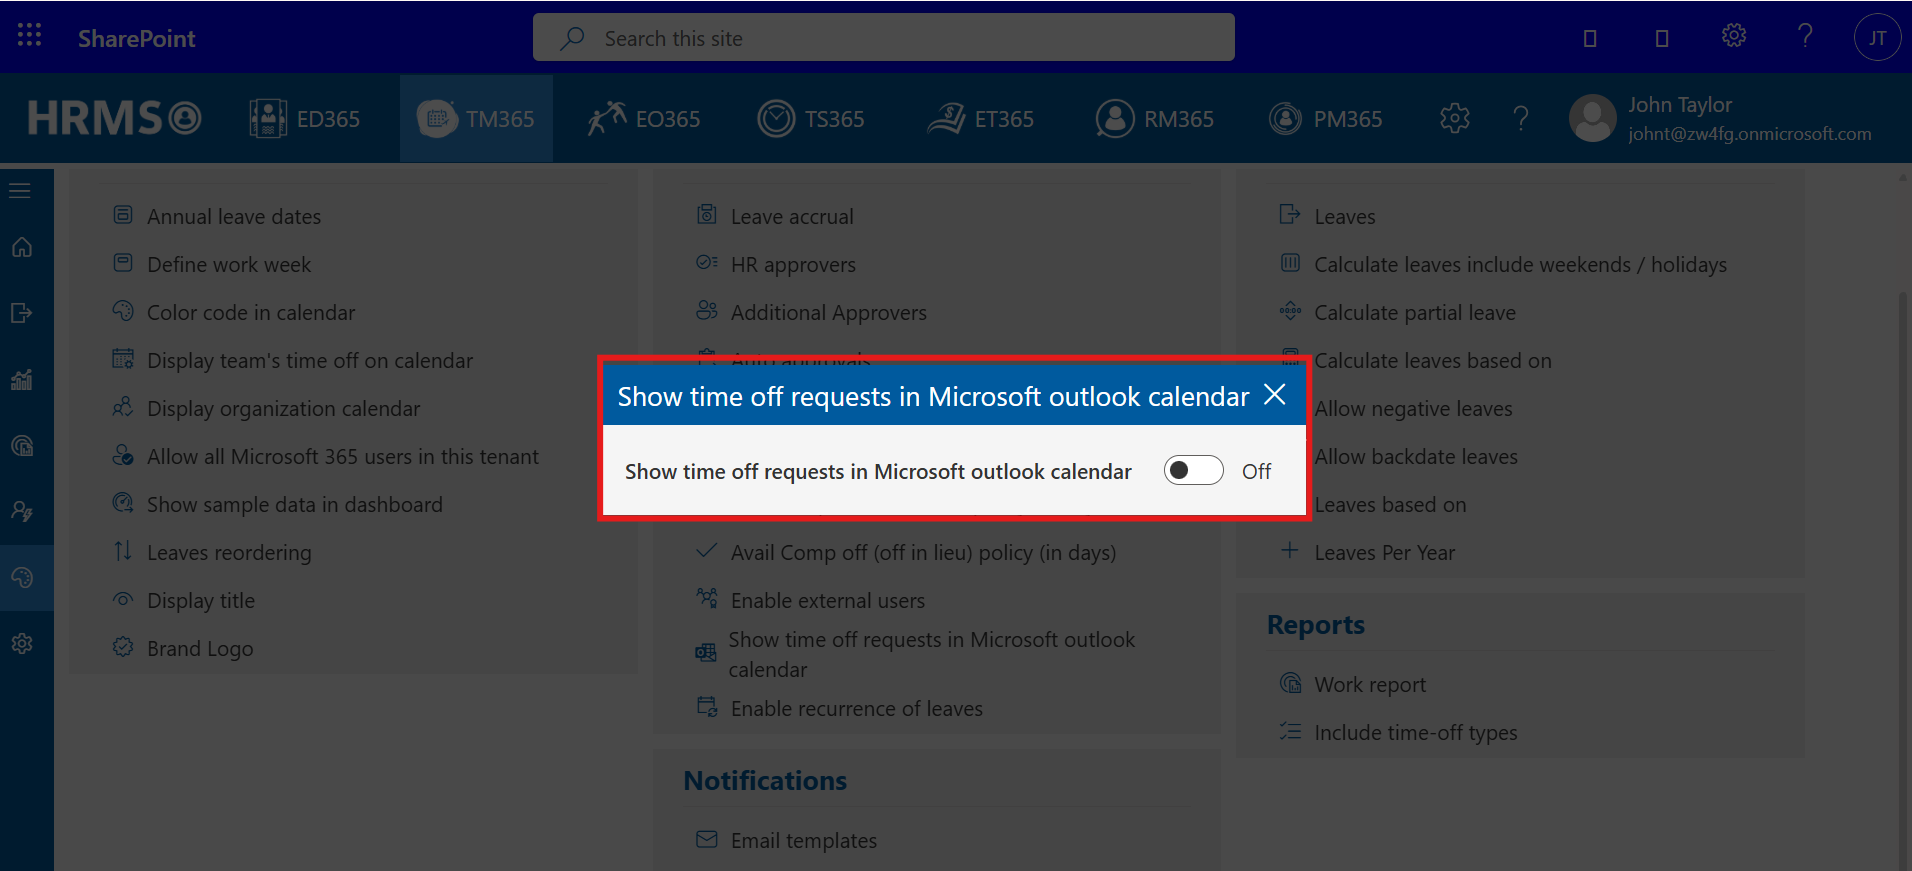 SharePoint
Search this site
JT
HRMS
ED365
TM365
EO365
TS365
ET365
RM365
PM365
John Taylor
johnt@zw4fg.onmicrosoft.com
Annual leave dates
Define work week
Color code in calendar
Display team's time off on calendar
Display organization calendar
Allow all Microsoft 365 users in this tenant
Show sample data in dashboard
Leaves reordering
Display title
Brand Logo
Leave accrual
HR approvers
Additional Approvers
Auto approvals
Show time off requests in Microsoft outlook calendar
Show time off requests in Microsoft outlook calendar
Off
Avail Comp off (off in lieu) policy (in days)
Enable external users
Show time off requests in Microsoft outlook
calendar
Enable recurrence of leaves
Notifications
Email templates
Leaves
Calculate leaves include weekends / holidays
00:00
Calculate partial leave
Calculate leaves based on
Allow negative leaves
Allow backdate leaves
Leaves based on
Leaves Per Year
Reports
Work report
Include time-off types